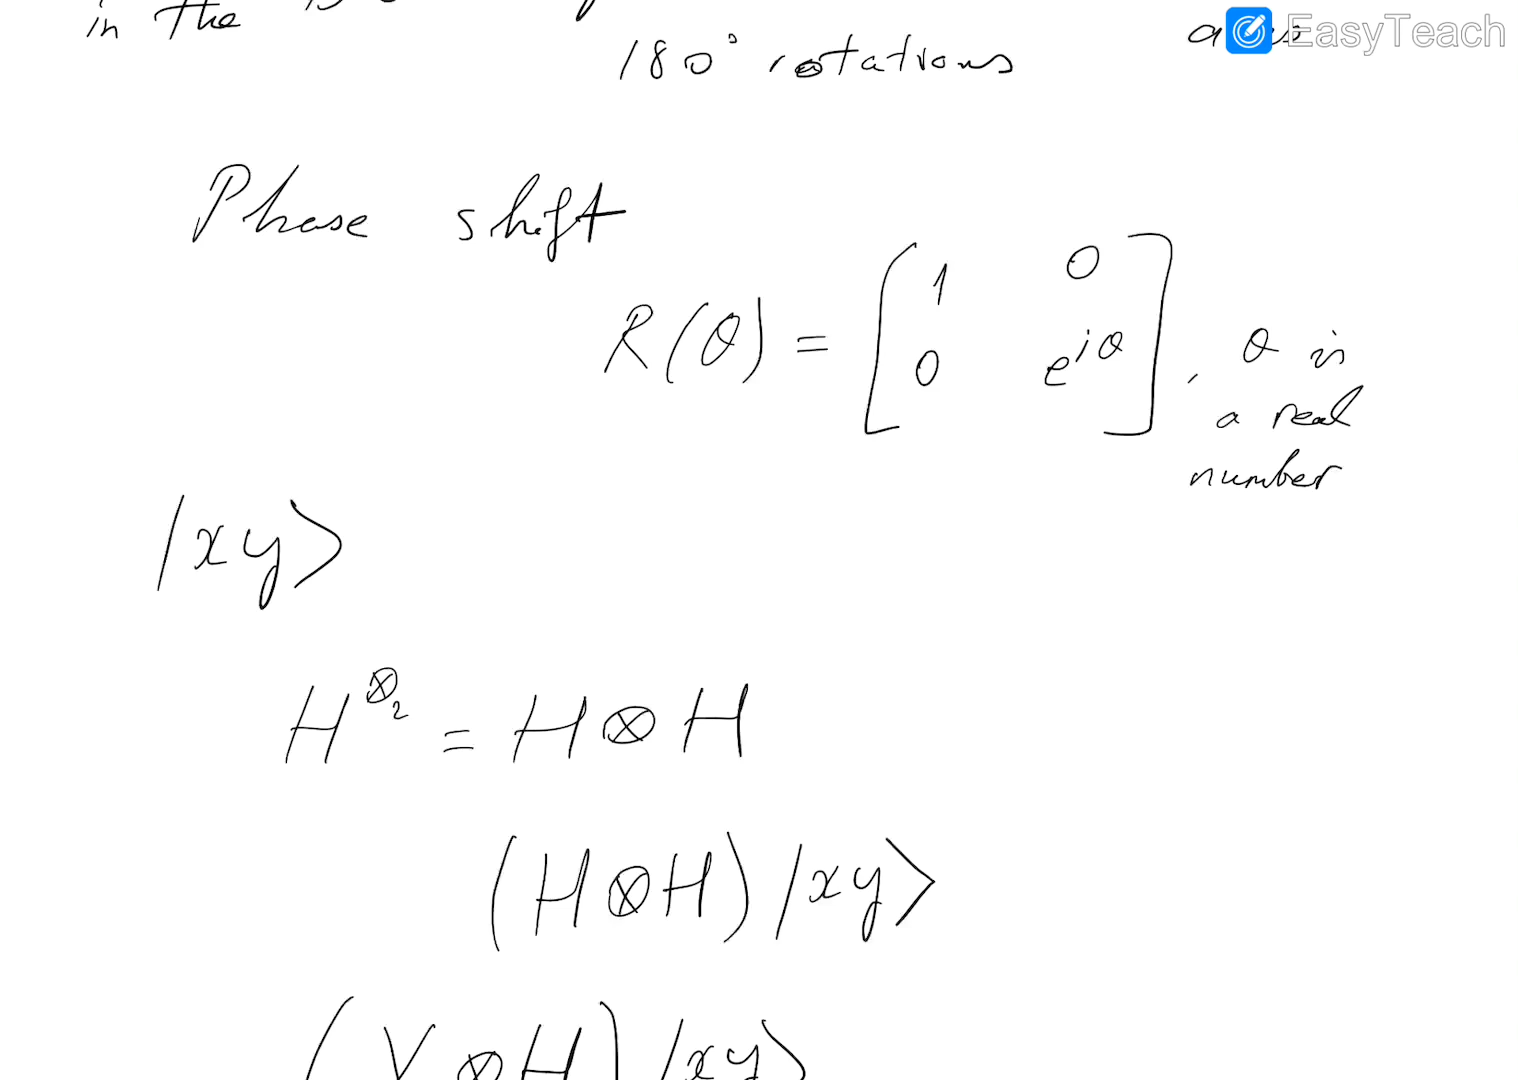 in the
EasyTeach
180° rotations
Phase shift
R(θ) = [1 0
0 e^{iθ}], θ is
a real
number
|xy>
H^{⊗2} = H⊗H
(H⊗H)|xy>
(Y⊗H)|xy>